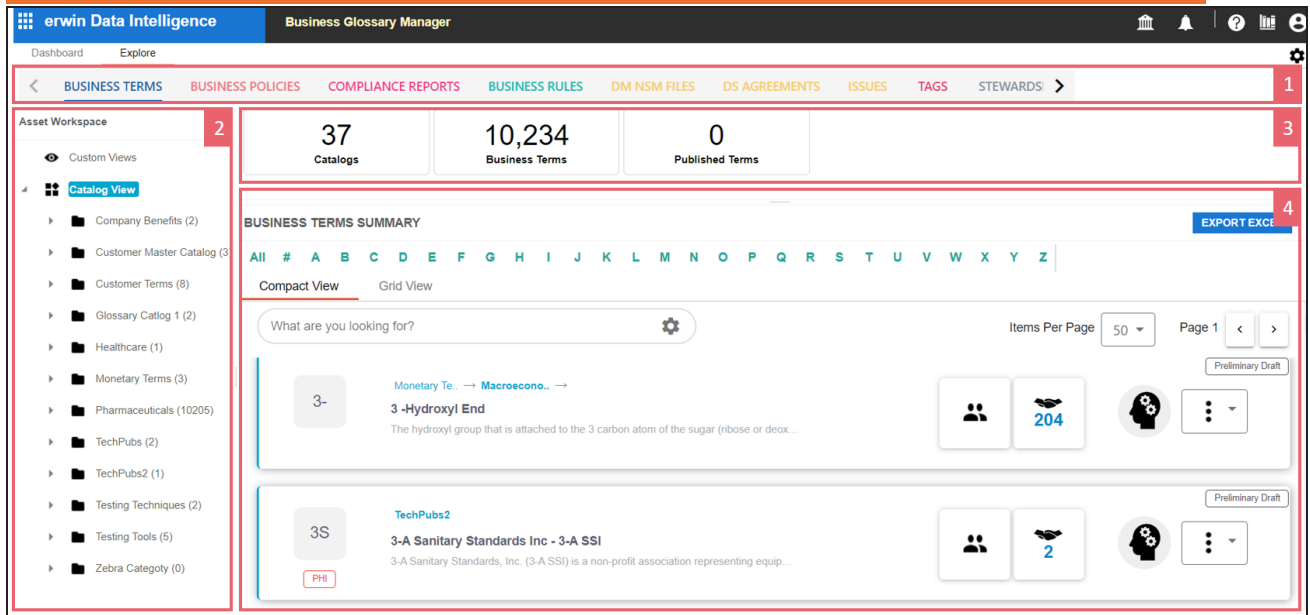 erwin Data Intelligence Business Glossary Manager
Dashboard Explore
BUSINESS TERMS BUSINESS POLICIES COMPLIANCE REPORTS BUSINESS RULES DM NSM FILES DS AGREEMENTS ISSUES TAGS STEWARDS 1
Asset Workspace 2
Custom Views
Catalog View
Company Benefits (2)
Customer Master Catalog (3
Customer Terms (8)
Glossary Catlog 1 (2)
Healthcare (1)
Monetary Terms (3)
Pharmaceuticals (10205)
TechPubs (2)
TechPubs2 (1)
Testing Techniques (2)
Testing Tools (5)
Zebra Categoty (0)
37 10,234 0 3
Catalogs Business Terms Published Terms
4
BUSINESS TERMS SUMMARY EXPORT EXCE
All # A B C D E F G H I J K L M N O P Q R S T U V W X Y Z
Compact View Grid View
What are you looking for? Items Per Page 50 Page 1 < >
Preliminary Draft
Monetary Te.. → Macroecono.. →
3- 3 -Hydroxyl End 204
The hydroxyl group that is attached to the 3 carbon atom of the sugar (ribose or deox...
Preliminary Draft
TechPubs2
3S 3-A Sanitary Standards Inc - 3-A SSI 2
3-A Sanitary Standards, Inc. (3-A SSI) is a non-profit association representing equip...
PHI